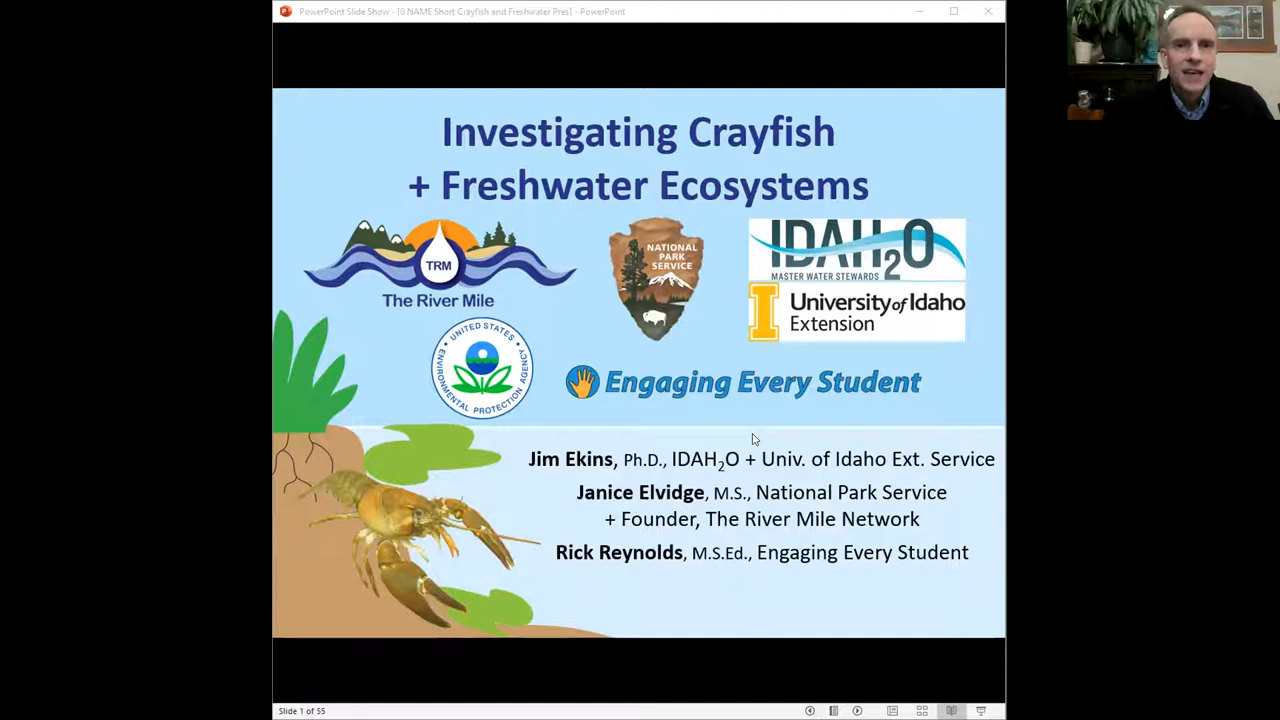 PowerPoint Slide Show - [0 NAME Short Crayfish and Freshwater Pres] - PowerPoint
Investigating Crayfish
+ Freshwater Ecosystems
TRM
The River Mile
NATIONAL
PARK
SERVICE
IDAH2O
MASTER WATER STEWARDS
I
University of Idaho
Extension
UNITED STATES
ENVIRONMENTAL PROTECTION AGENCY
Engaging Every Student
Jim Ekins, Ph.D., IDAH₂O + Univ. of Idaho Ext. Service
Janice Elvidge, M.S., National Park Service
+ Founder, The River Mile Network
Rick Reynolds, M.S.Ed., Engaging Every Student
Slide 1 of 55